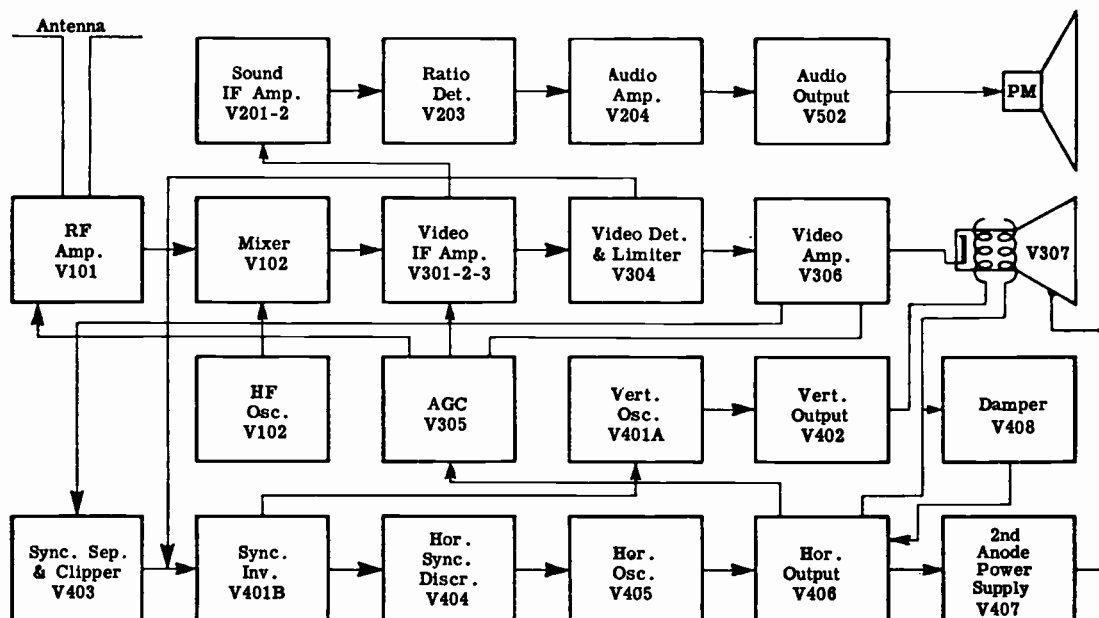 Antenna
Sound
IF Amp.
V201-2
Ratio
Det.
V203
Audio
Amp.
V204
Audio
Output
V502
PM
RF
Amp.
V101
Mixer
V102
Video
IF Amp.
V301-2-3
Video Det.
& Limiter
V304
Video
Amp.
V306
V307
HF
Osc.
V102
AGC
V305
Vert.
Osc.
V401A
Vert.
Output
V402
Damper
V408
Sync. Sep.
& Clipper
V403
Sync.
Inv.
V401B
Hor.
Sync.
Discr.
V404
Hor.
Osc.
V405
Hor.
Output
V406
2nd
Anode
Power
Supply
V407